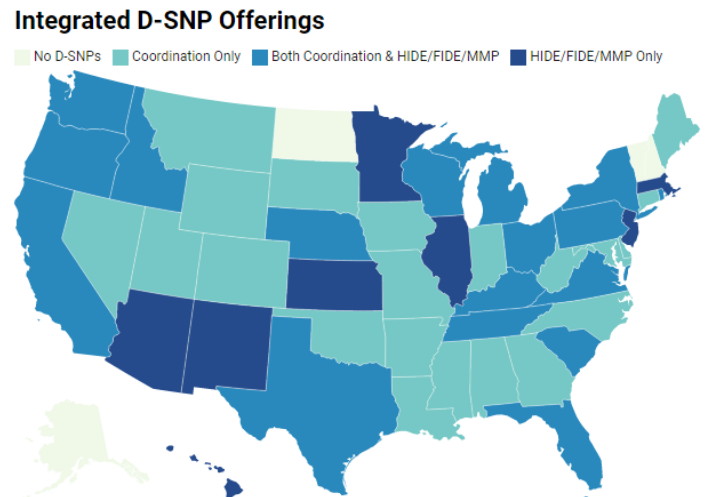 Integrated D-SNP Offerings
No D-SNPs Coordination Only Both Coordination & HIDE/FIDE/MMP HIDE/FIDE/MMP Only